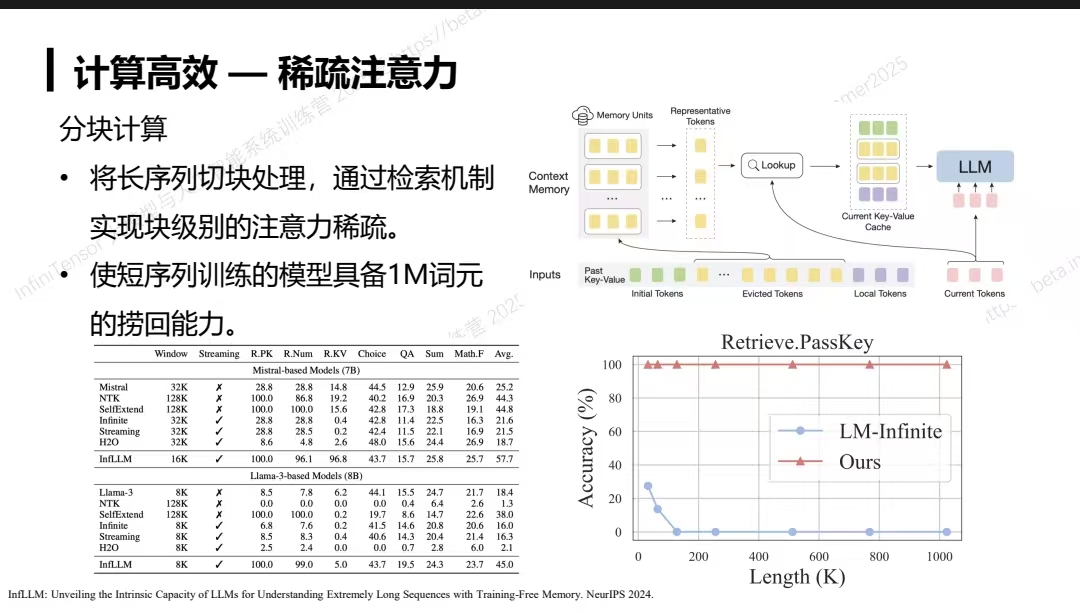 计算高效 — 稀疏注意力
分块计算
• 将长序列切块处理，通过检索机制
实现块级别的注意力稀疏。
• 使短序列训练的模型具备1M词元
的捞回能力。
Memory Units
Representative
Tokens
Context
Memory
...
...
...
Lookup
Current Key-Value
Cache
LLM
Inputs
Past
Key-Value
...
Initial Tokens Evicted Tokens Local Tokens Current Tokens
Window Streaming R.PK R.Num R.KV Choice QA Sum Math.F Avg.
Mistral-based Models (7B)
Mistral 32K ✗ 28.8 28.8 14.8 44.5 12.9 25.9 20.6 25.2
NTK 128K ✗ 100.0 86.8 19.2 40.2 16.9 20.3 26.9 44.3
SelfExtend 128K ✗ 100.0 100.0 15.6 42.8 17.3 18.8 19.1 44.8
Infinite 32K ✓ 28.8 28.8 0.4 42.8 11.4 22.5 16.3 21.6
Streaming 32K ✓ 28.8 28.5 0.2 42.4 11.5 22.1 16.9 21.5
H2O 32K ✓ 8.6 4.8 2.6 48.0 15.6 24.4 26.9 18.7
InfLLM 16K ✓ 100.0 96.1 96.8 43.7 15.7 25.8 25.7 57.7
Llama-3-based Models (8B)
Llama-3 8K ✗ 8.5 7.8 6.2 44.1 15.5 24.7 21.7 18.4
NTK 128K ✗ 0.0 0.0 0.0 0.0 0.4 6.4 2.6 1.3
SelfExtend 128K ✗ 100.0 100.0 0.2 19.7 8.6 14.7 22.6 38.0
Infinite 8K ✓ 6.8 7.6 0.2 41.5 14.6 20.8 20.6 16.0
Streaming 8K ✓ 8.5 8.3 0.4 40.6 14.3 20.4 21.4 16.3
H2O 8K ✓ 2.5 2.4 0.0 0.0 0.7 2.8 6.0 2.1
InfLLM 8K ✓ 100.0 99.0 5.0 43.7 19.5 24.3 23.7 45.0
Retrieve.PassKey
Accuracy (%)
100
80
60
40
20
0
LM-Infinite
Ours
0 200 400 600 800 1000
Length (K)
InfLLM: Unveiling the Intrinsic Capacity of LLMs for Understanding Extremely Long Sequences with Training-Free Memory. NeurIPS 2024.